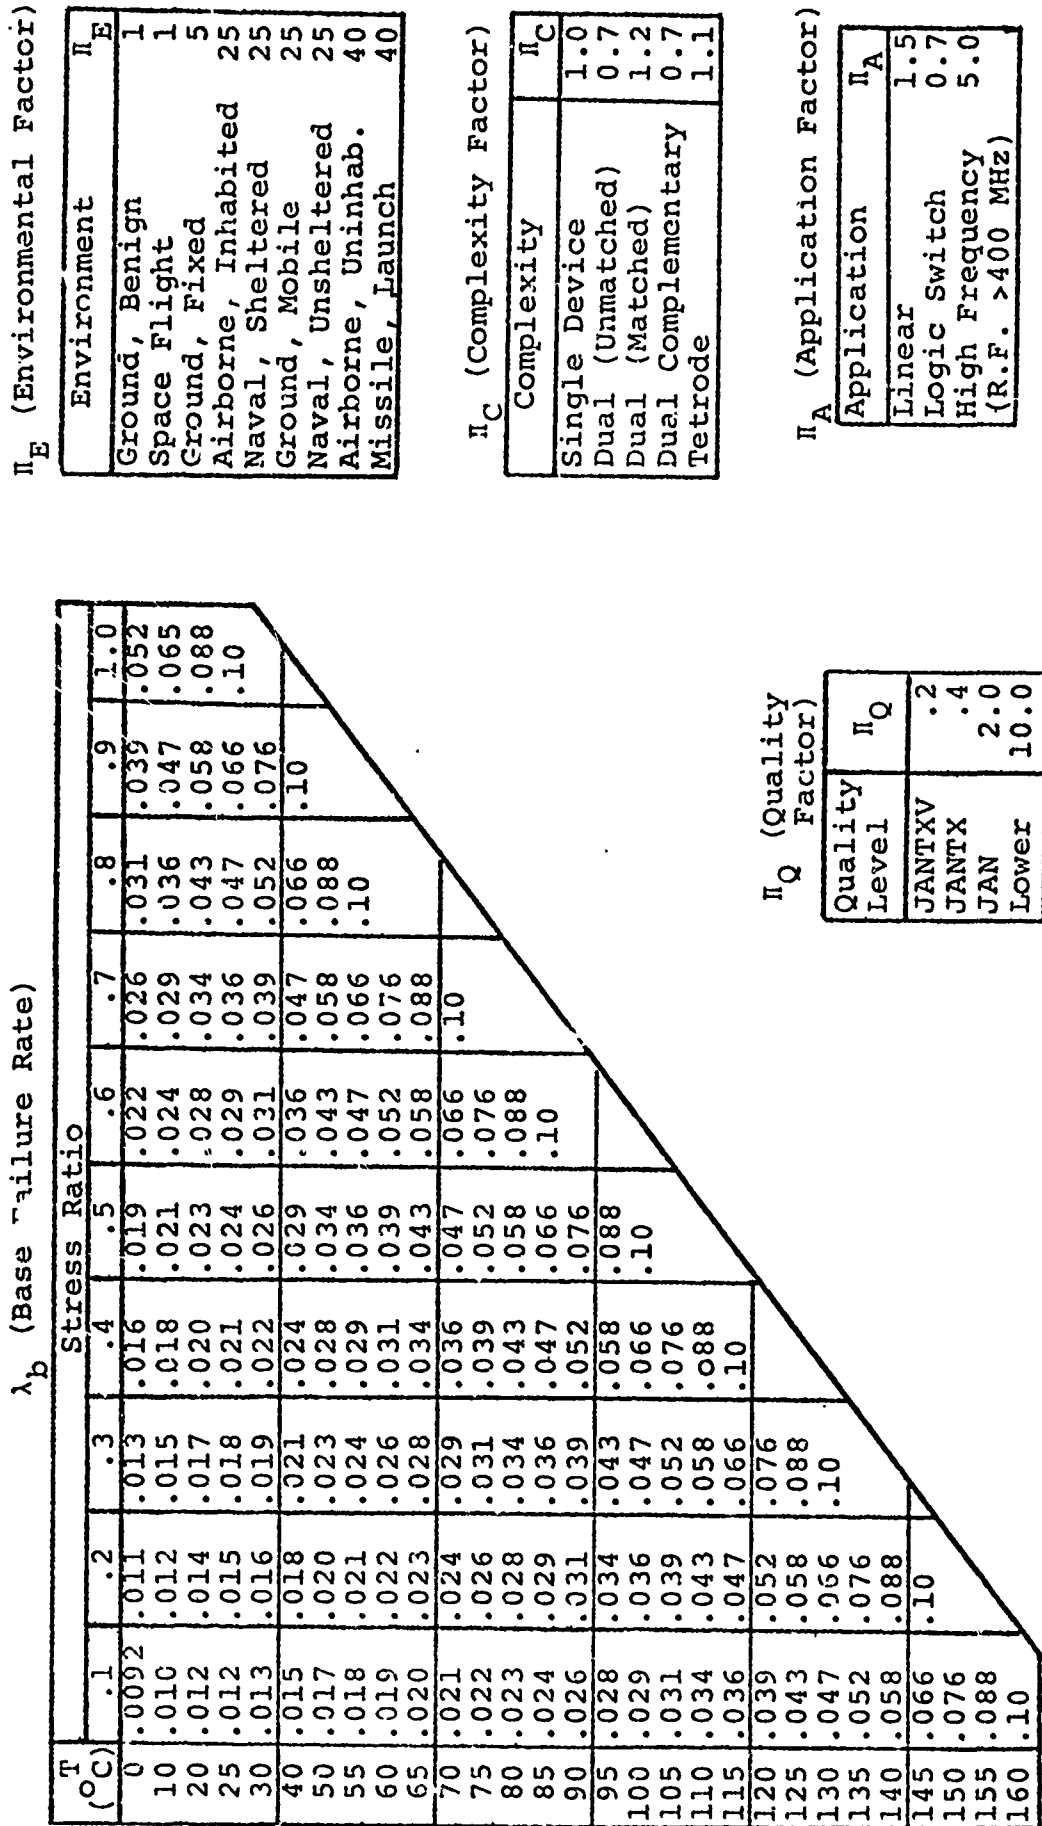 λb (Base Failure Rate)
T (°C) Stress Ratio
.1 .2 .3 .4 .5 .6 .7 .8 .9 1.0
0 .0092 .011 .013 .016 .019 .022 .026 .031 .039 .052
10 .010 .012 .015 .018 .021 .024 .029 .036 .047 .065
20 .012 .014 .017 .020 .023 .028 .034 .043 .058 .088
25 .012 .015 .018 .021 .024 .029 .036 .047 .066 .10
30 .013 .016 .019 .022 .026 .031 .039 .052 .076
40 .015 .018 .021 .024 .029 .036 .047 .066 .10
50 .017 .020 .023 .028 .034 .043 .058 .088
55 .018 .021 .024 .029 .036 .047 .066 .10
60 .019 .022 .026 .031 .039 .052 .076
65 .020 .023 .028 .034 .043 .058 .088
70 .021 .024 .029 .036 .047 .066 .10
75 .022 .026 .031 .039 .052 .076
80 .023 .028 .034 .043 .058 .088
85 .024 .029 .036 .047 .066 .10
90 .026 .031 .039 .052 .076
95 .028 .034 .043 .058 .088
100 .029 .036 .047 .066 .10
105 .031 .039 .052 .076
110 .034 .043 .058 .088
115 .036 .047 .066 .10
120 .039 .052 .076
125 .043 .058 .088
130 .047 .066 .10
135 .052 .076
140 .058 .088
145 .066 .10
150 .076
155 .088
160 .10
ΠQ (Quality Factor)
Quality Level ΠQ
JANTXV .2
JANTX .4
JAN 2.0
Lower 10.0
ΠE (Environmental Factor)
Environment ΠE
Ground, Benign 1
Space Flight 1
Ground, Fixed 5
Airborne, Inhabited 25
Naval, Sheltered 25
Ground, Mobile 25
Naval, Unsheltered 25
Airborne, Uninhab. 40
Missile, Launch 40
ΠC (Complexity Factor)
Complexity ΠC
Single Device 1.0
Dual (Unmatched) 0.7
Dual (Matched) 1.2
Dual Complementary 0.7
Tetrode 1.1
ΠA (Application Factor)
Application ΠA
Linear 1.5
Logic Switch 0.7
High Frequency 5.0
(R.F. >400 MHz)